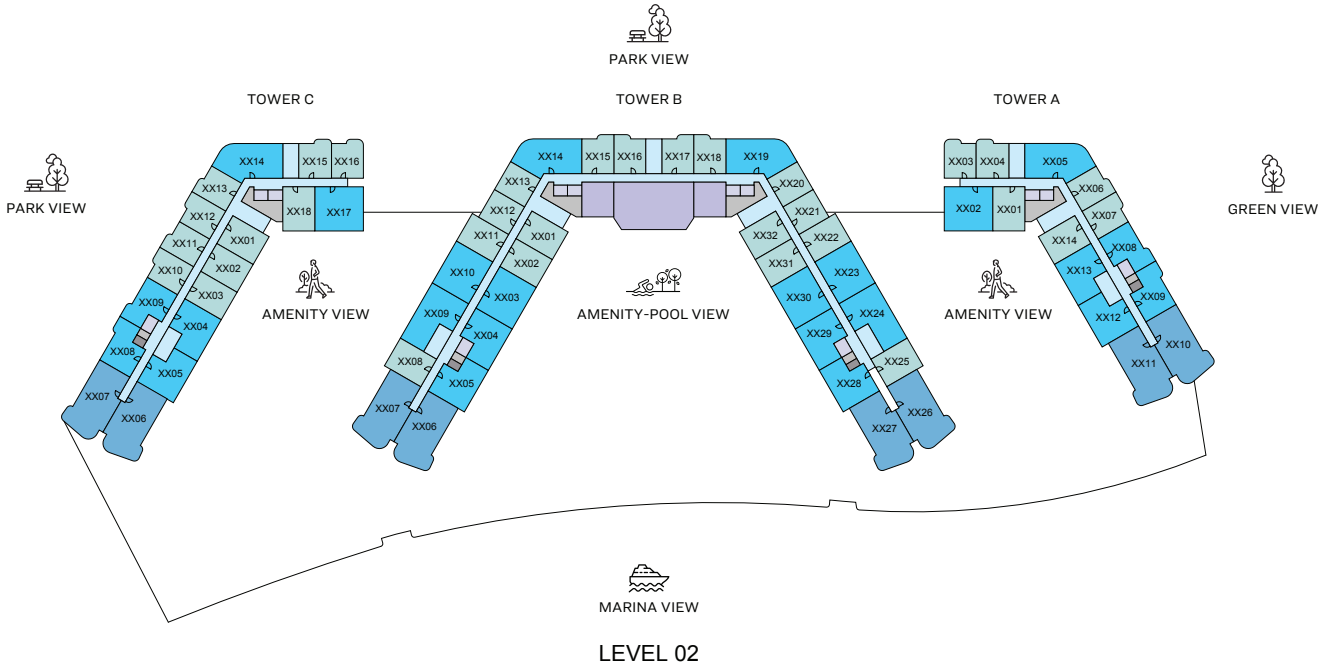 PARK VIEW
TOWER C
TOWER B
TOWER A
PARK VIEW
GREEN VIEW
XX14
XX15
XX16
XX13
XX12
XX11
XX10
XX09
XX08
XX07
XX06
XX05
XX04
XX03
XX02
XX01
XX18
XX17
AMENITY VIEW
XX14
XX15
XX16
XX17
XX18
XX19
XX13
XX12
XX11
XX10
XX09
XX08
XX07
XX06
XX05
XX04
XX03
XX02
XX01
XX20
XX21
XX22
XX23
XX24
XX25
XX26
XX27
XX28
XX29
XX30
XX31
XX32
AMENITY-POOL VIEW
XX03
XX04
XX05
XX02
XX01
XX06
XX07
XX08
XX09
XX10
XX11
XX12
XX13
XX14
AMENITY VIEW
MARINA VIEW
LEVEL 02